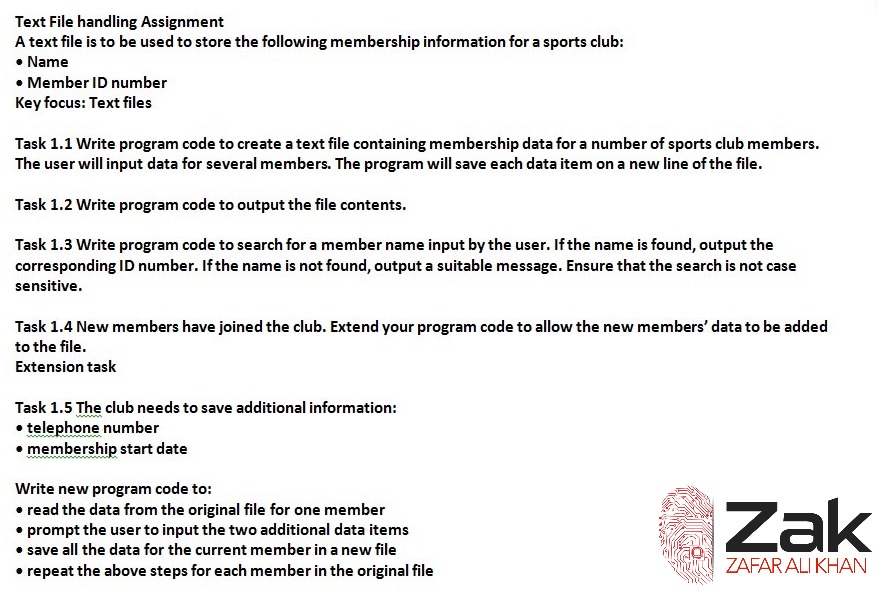 Text File handling Assignment
A text file is to be used to store the following membership information for a sports club:
• Name
• Member ID number
Key focus: Text files
Task 1.1 Write program code to create a text file containing membership data for a number of sports club members.
The user will input data for several members. The program will save each data item on a new line of the file.
Task 1.2 Write program code to output the file contents.
Task 1.3 Write program code to search for a member name input by the user. If the name is found, output the
corresponding ID number. If the name is not found, output a suitable message. Ensure that the search is not case
sensitive.
Task 1.4 New members have joined the club. Extend your program code to allow the new members’ data to be added
to the file.
Extension task
Task 1.5 The club needs to save additional information:
• telephone number
• membership start date
Write new program code to:
• read the data from the original file for one member
• prompt the user to input the two additional data items
• save all the data for the current member in a new file
• repeat the above steps for each member in the original file
Zak
ZAFAR ALI KHAN